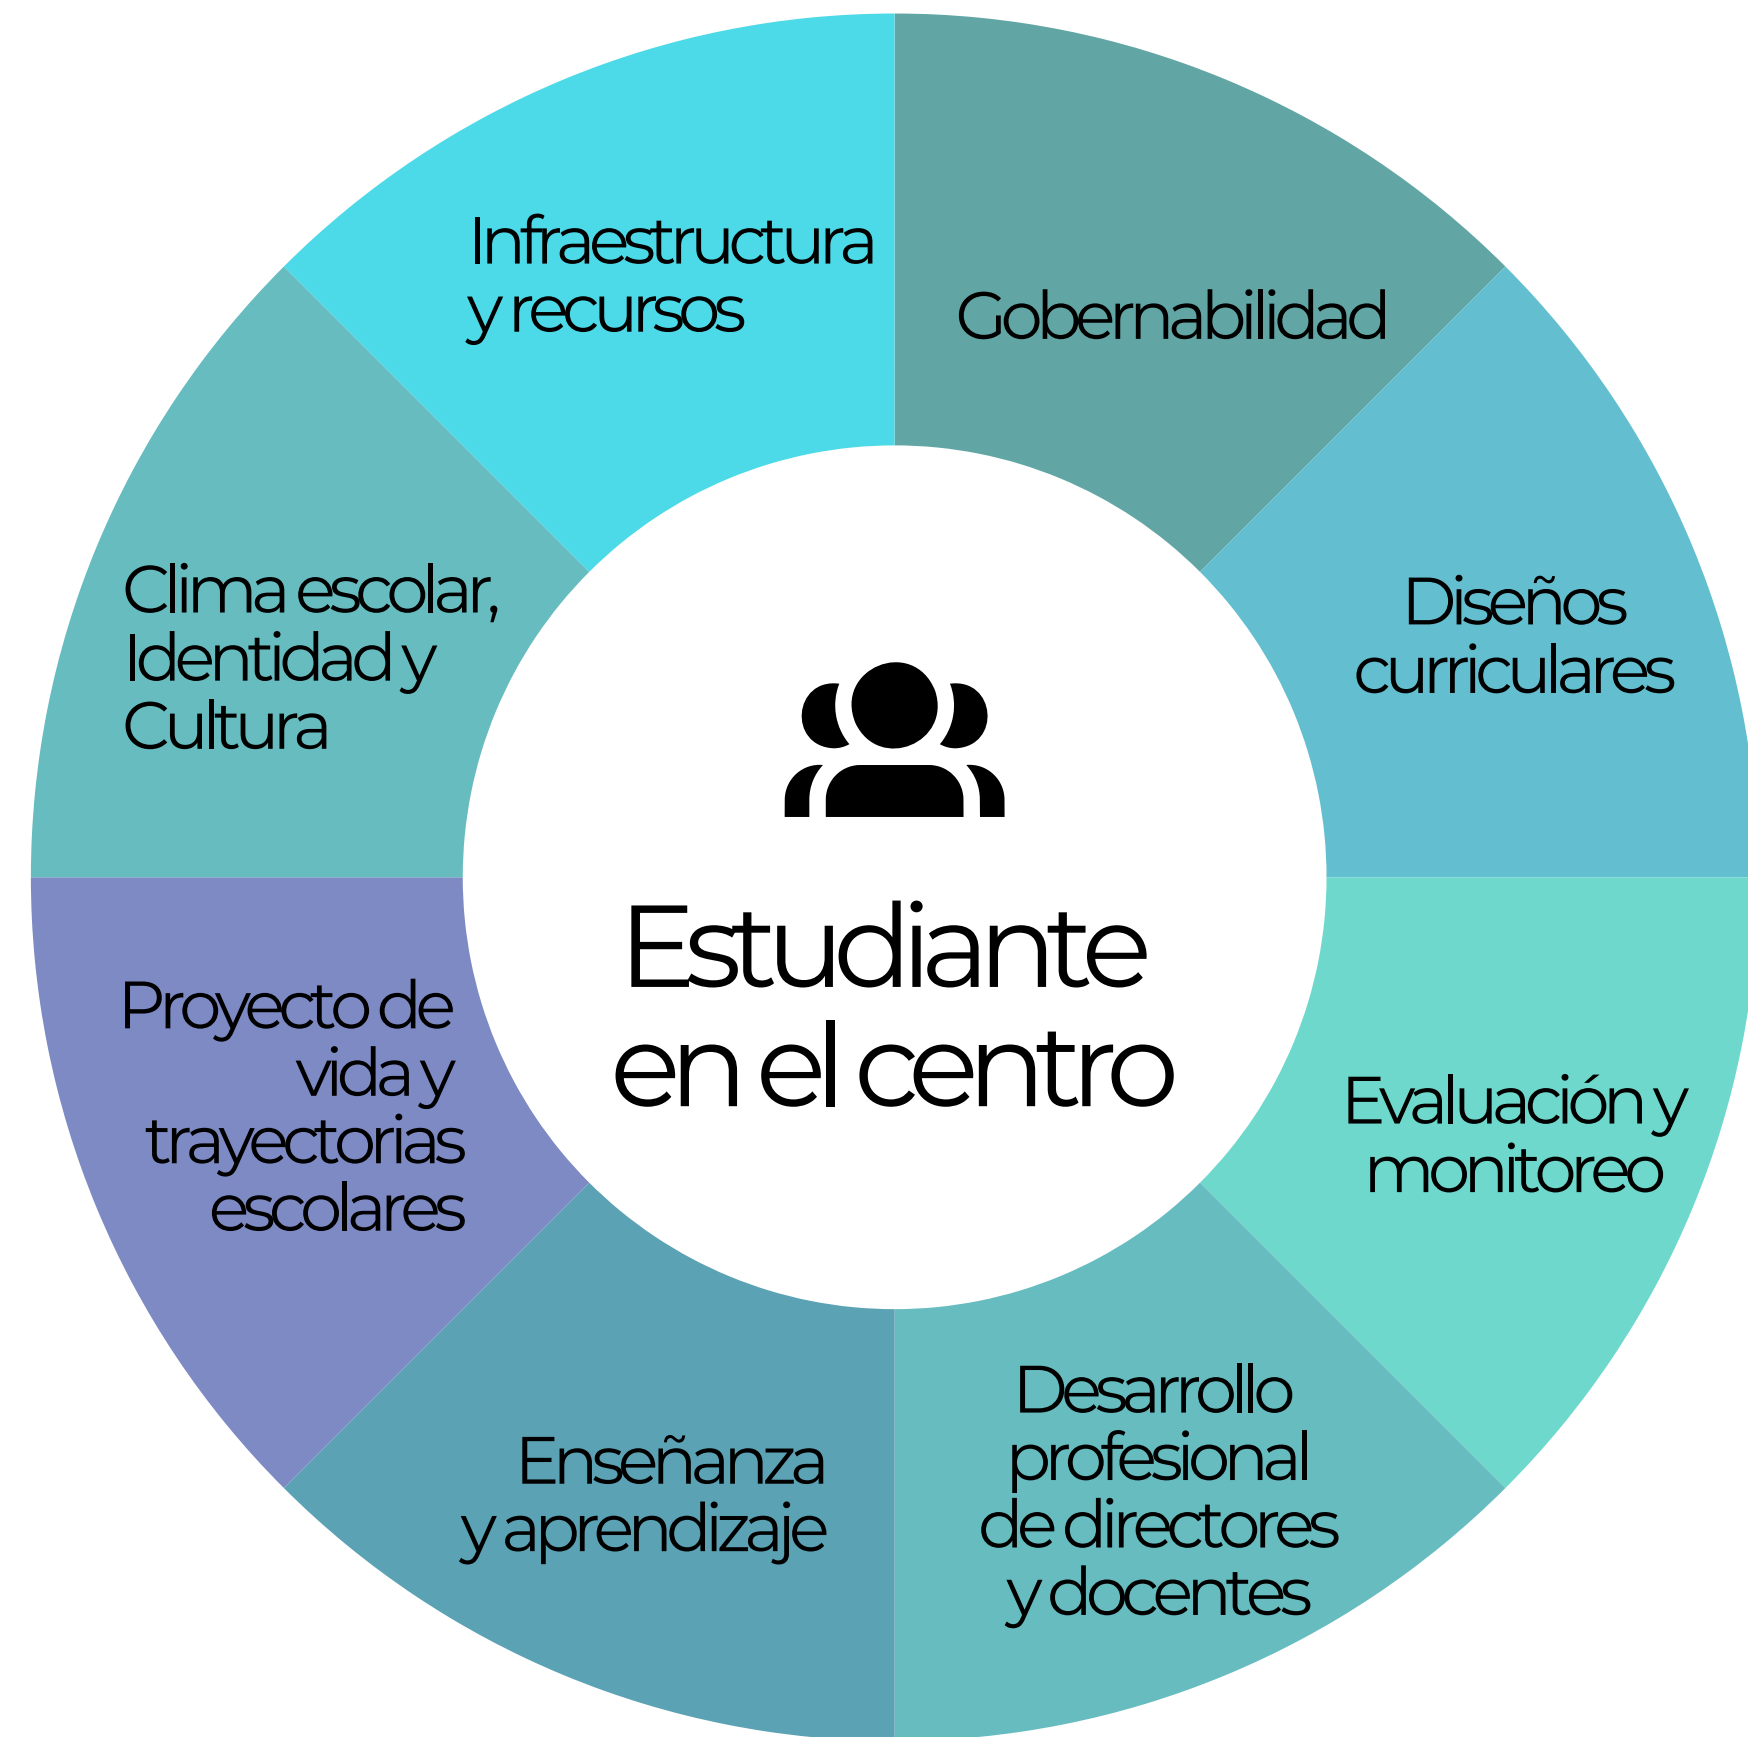 Infraestructura
y recursos
Gobernabilidad
Diseños
curriculares
Clima escolar,
Identidad y
Cultura
Estudiante
en el centro
Proyecto de
vida y
trayectorias
escolares
Evaluación y
monitoreo
Enseñanza
y aprendizaje
Desarrollo
profesional
de directores
y docentes